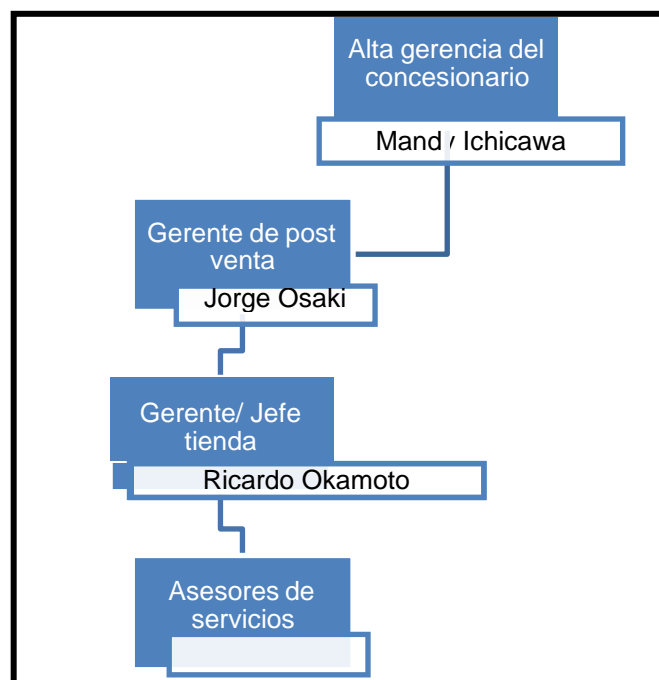 Alta gerencia del
concesionario
Mandy Ichicawa
Gerente de post
venta
Jorge Osaki
Gerente/ Jefe
tienda
Ricardo Okamoto
Asesores de
servicios